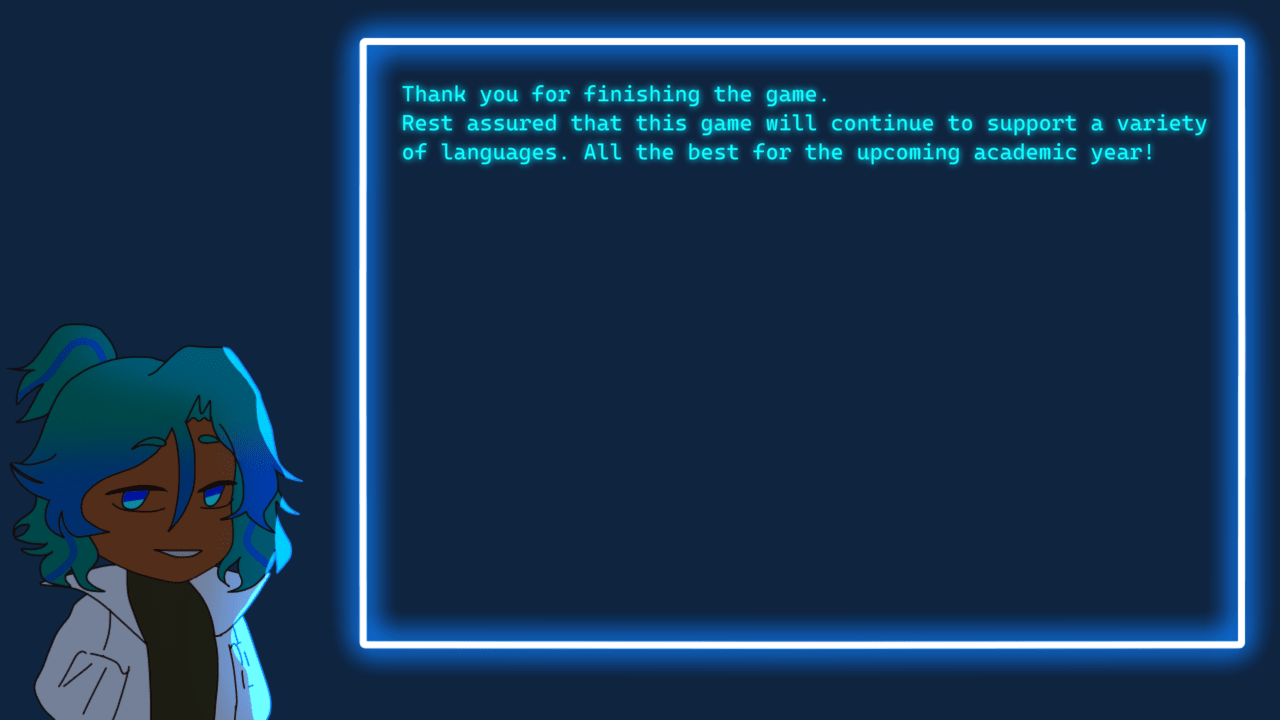 Thank you for finishing the game.
Rest assured that this game will continue to support a variety
of languages. All the best for the upcoming academic year!